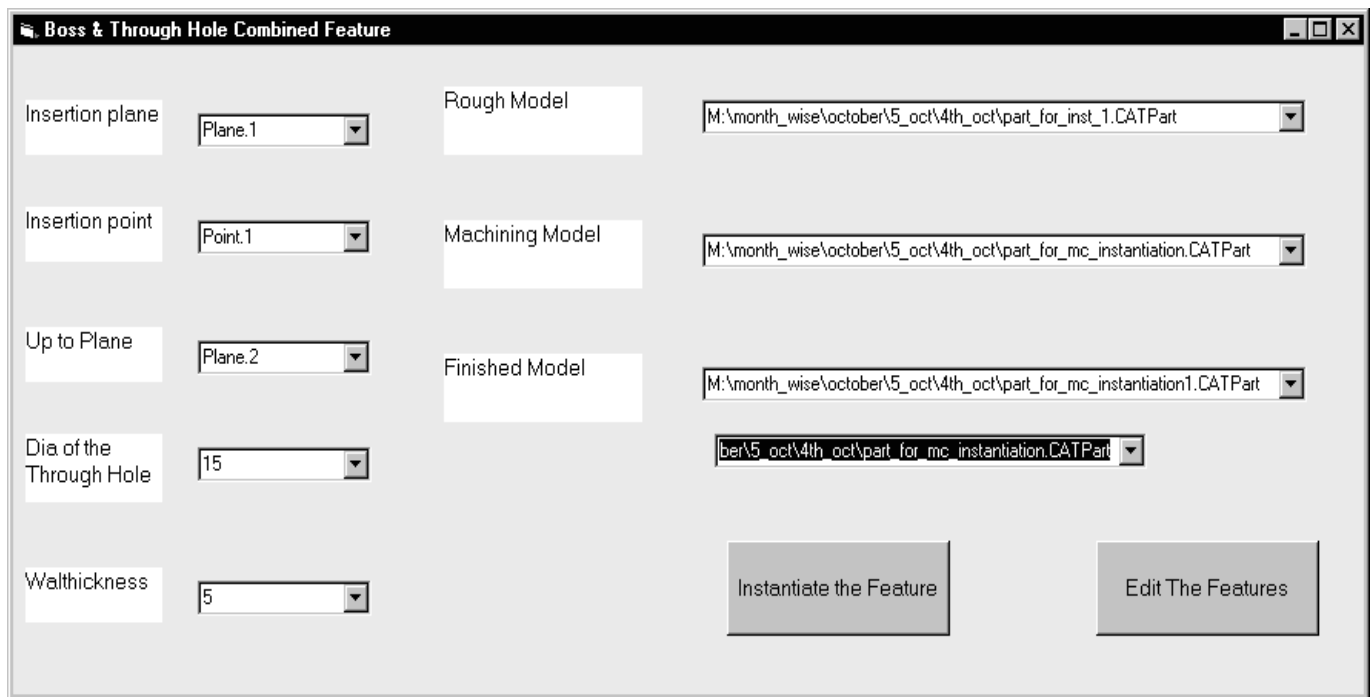 Boss & Through Hole Combined Feature
Insertion plane
Plane.1
Rough Model
M:\month_wise\october\5_oct\4th_oct\part_for_inst_1.CATPart
Insertion point
Point.1
Machining Model
M:\month_wise\october\5_oct\4th_oct\part_for_mc_instantiation.CATPart
Up to Plane
Plane.2
Finished Model
M:\month_wise\october\5_oct\4th_oct\part_for_mc_instantiation1.CATPart
Dia of the
Through Hole
15
ber\5_oct\4th_oct\part_for_mc_instantiation.CATPart
Walthickness
5
Instantiate the Feature
Edit The Features